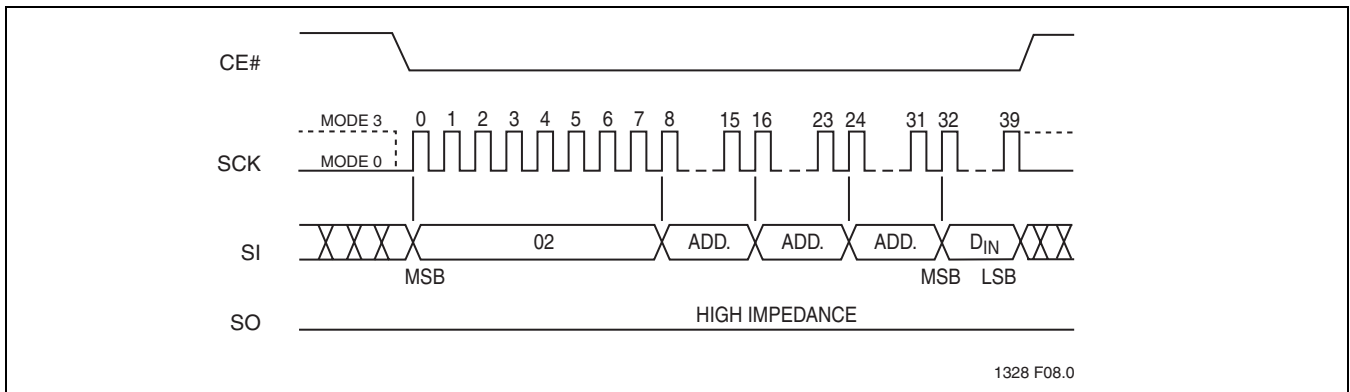 CE#
MODE 3 0 1 2 3 4 5 6 7 8 15 16 23 24 31 32 39
SCK MODE 0
SI 02 ADD. ADD. ADD. DIN
MSB MSB LSB
SO HIGH IMPEDANCE
1328 F08.0